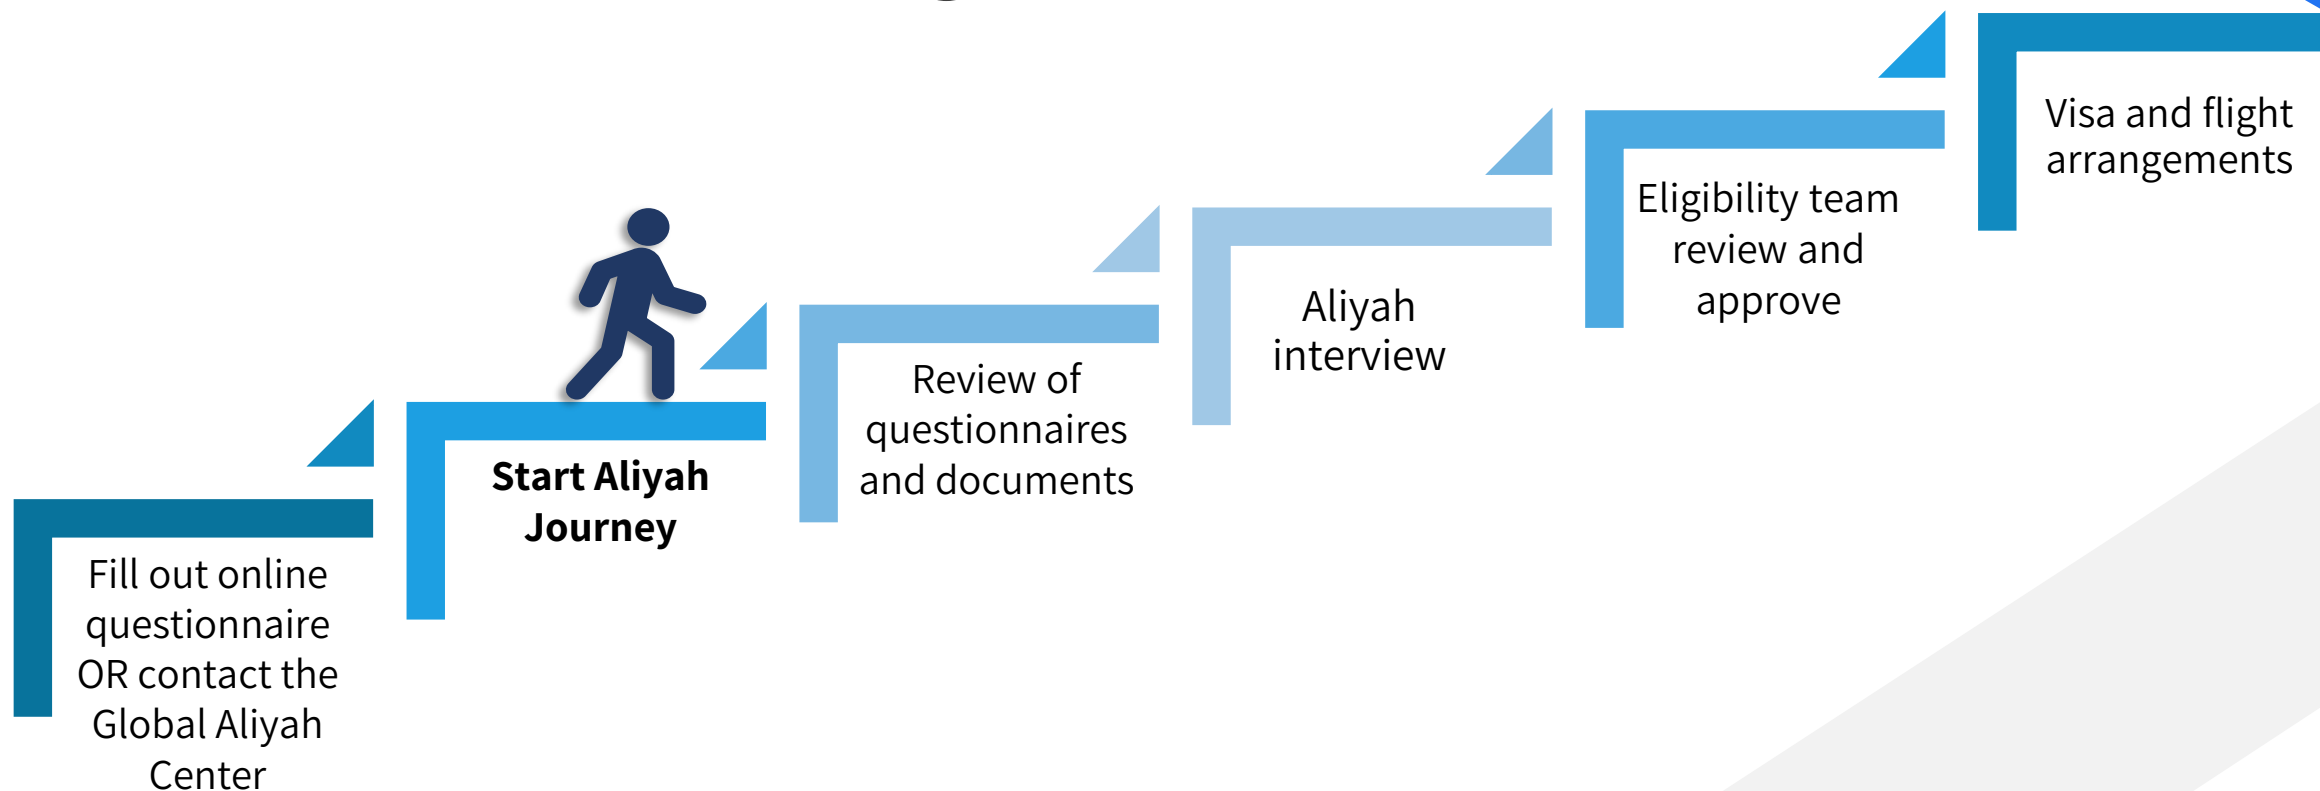 Fill out online
questionnaire
OR contact the
Global Aliyah
Center
Start Aliyah
Journey
Review of
questionnaires
and documents
Aliyah
interview
Eligibility team
review and
approve
Visa and flight
arrangements